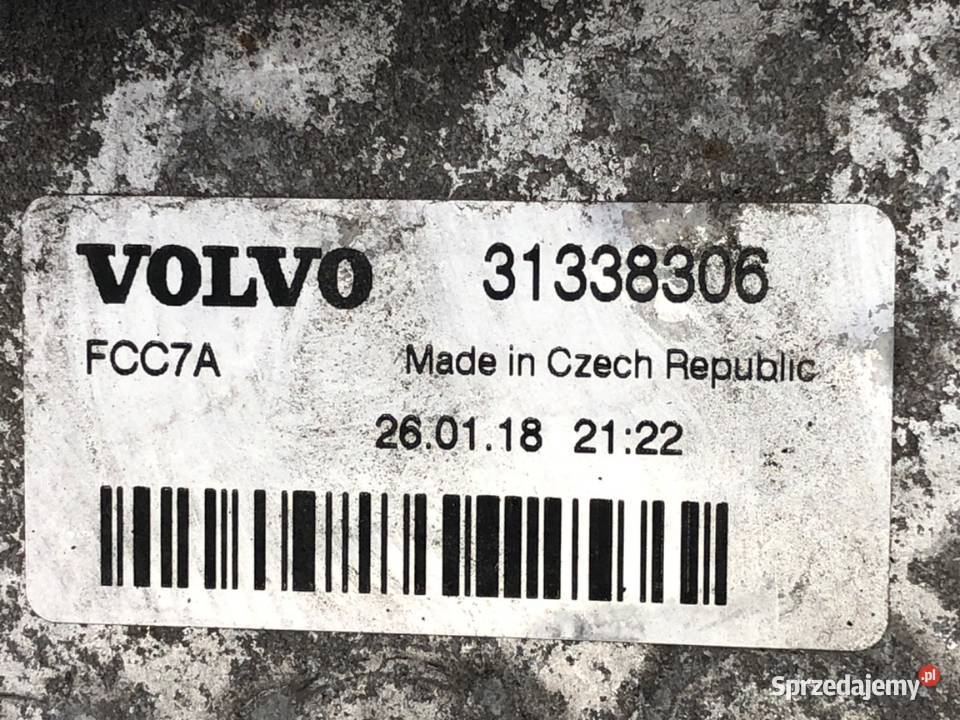 VOLVO 31338306
FCC7A Made in Czech Republic
26.01.18 21:22
Sprzedajemy.pl